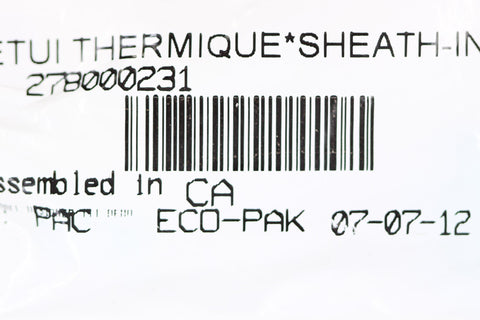 ETUI THERMIQUE*SHEATH-IN
278000231
ssembled in CA
PAC ECO-PAK 07-07-12